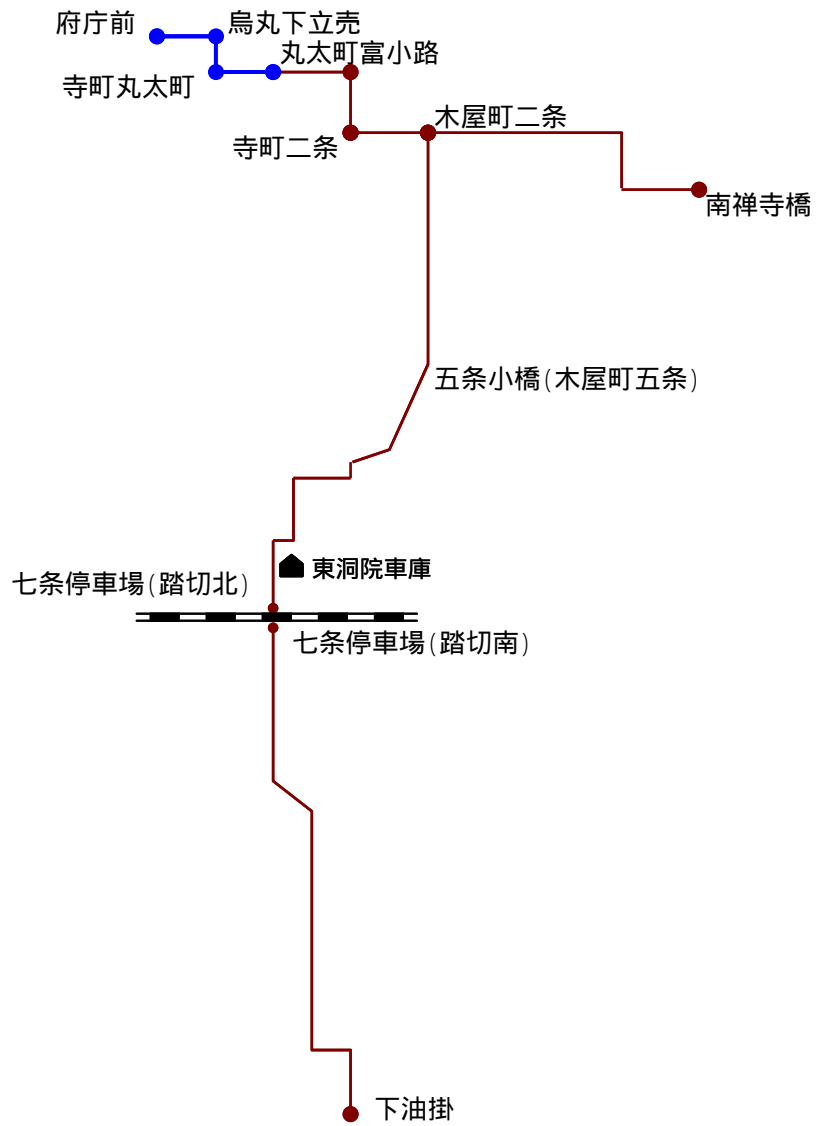 府庁前
烏丸下立売
丸太町富小路
寺町丸太町
木屋町二条
寺町二条
南禅寺橋
五条小橋(木屋町五条)
東洞院車庫
七条停車場(踏切北)
七条停車場(踏切南)
下油掛